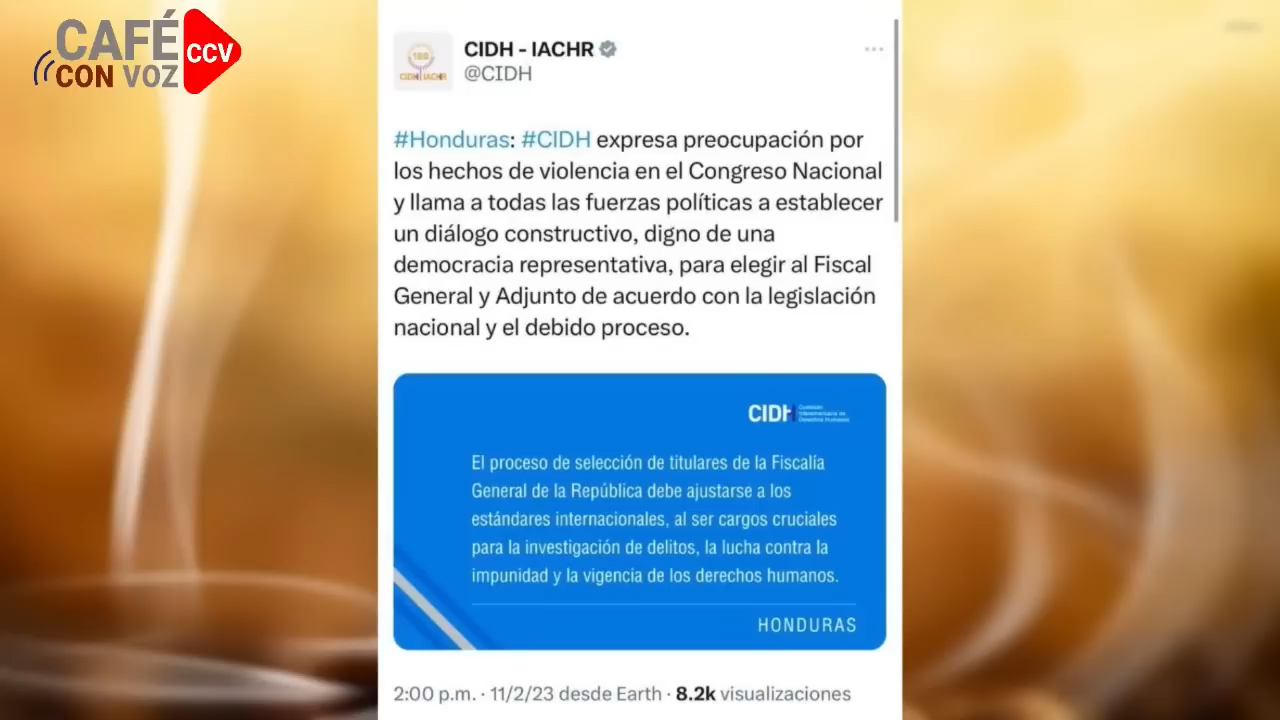 CAFÉ
CON VOZ
CCV
CIDH - IACHR
@CIDH
#Honduras: #CIDH expresa preocupación por
los hechos de violencia en el Congreso Nacional
y llama a todas las fuerzas políticas a establecer
un diálogo constructivo, digno de una
democracia representativa, para elegir al Fiscal
General y Adjunto de acuerdo con la legislación
nacional y el debido proceso.
CIDH
El proceso de selección de titulares de la Fiscalía
General de la República debe ajustarse a los
estándares internacionales, al ser cargos cruciales
para la investigación de delitos, la lucha contra la
impunidad y la vigencia de los derechos humanos.
HONDURAS
2:00 p.m. · 11/2/23 desde Earth · 8.2k visualizaciones